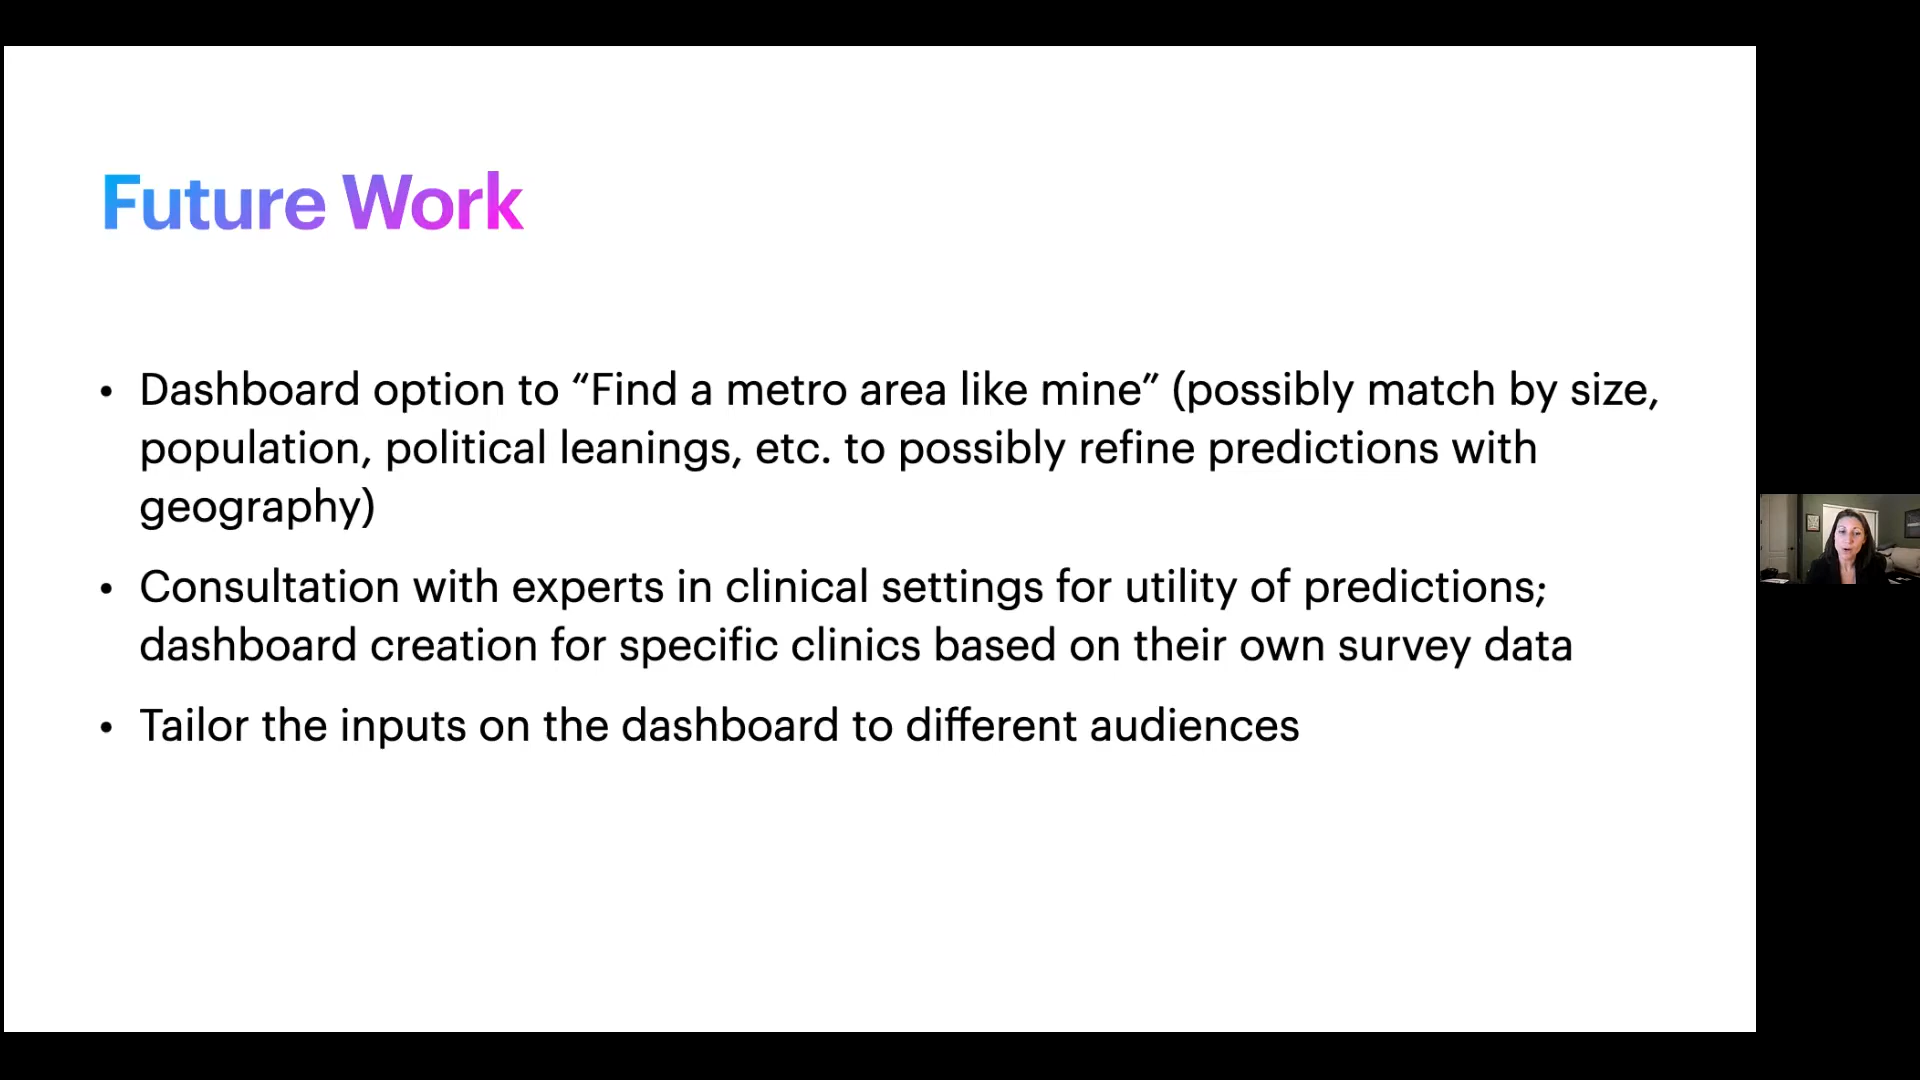 Future Work
• Dashboard option to “Find a metro area like mine” (possibly match by size,
population, political leanings, etc. to possibly refine predictions with
geography)
• Consultation with experts in clinical settings for utility of predictions;
dashboard creation for specific clinics based on their own survey data
• Tailor the inputs on the dashboard to different audiences